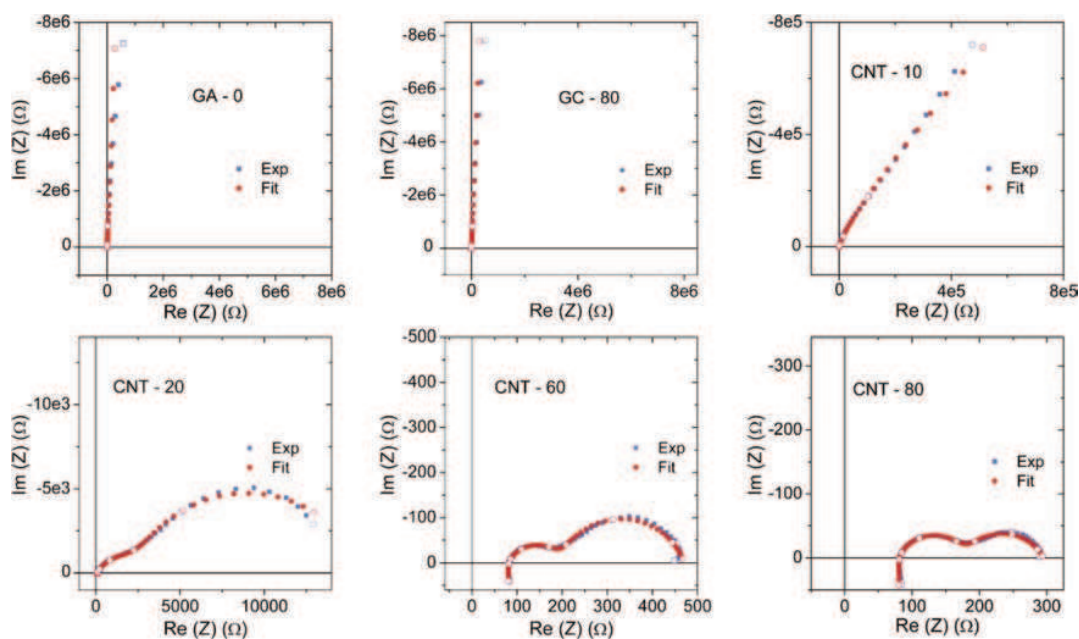 -8e6
-6e6
-4e6
-2e6
0
Im (Z) (Ω)
GA - 0
Exp
Fit
0 2e6 4e6 6e6 8e6
Re (Z) (Ω)
-8e6
-6e6
-4e6
-2e6
0
Im (Z) (Ω)
GC - 80
Exp
Fit
0 4e6 8e6
Re (Z) (Ω)
-8e5
-4e5
0
Im (Z) (Ω)
CNT - 10
Exp
Fit
0 4e5 8e5
Re (Z) (Ω)
-10e3
-5e3
0
Im (Z) (Ω)
CNT - 20
Exp
Fit
0 5000 10000
Re (Z) (Ω)
-500
-400
-300
-200
-100
0
Im (Z) (Ω)
CNT - 60
Exp
Fit
0 100 200 300 400 500
Re (Z) (Ω)
-300
-200
-100
0
Im (Z) (Ω)
CNT - 80
Exp
Fit
0 100 200 300
Re (Z) (Ω)